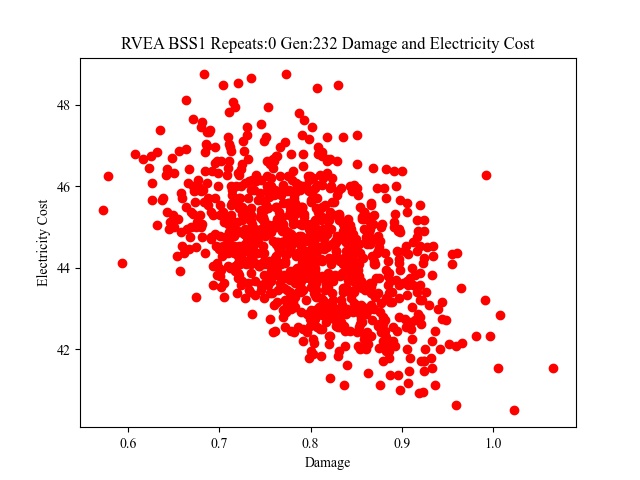 RVEA BSS1 Repeats:0 Gen:232 Damage and Electricity Cost
48
46
44
42
Electricity Cost
0.6 0.7 0.8 0.9 1.0
Damage